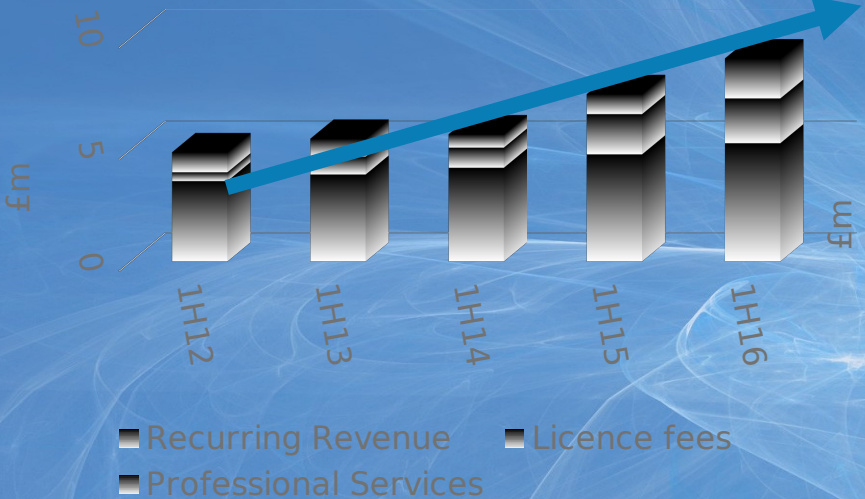 10
5
0
£m
£m
1H12
1H13
1H14
1H15
1H16
Recurring Revenue
Licence fees
Professional Services